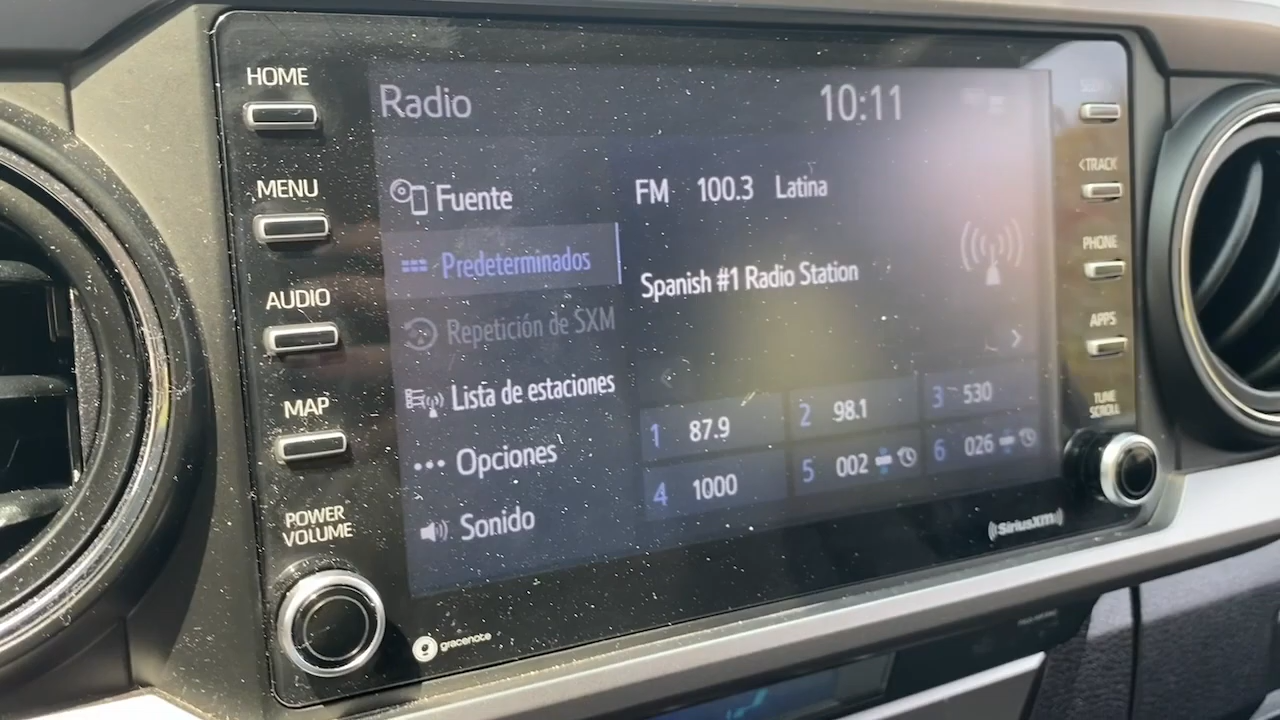 HOME
MENU
AUDIO
MAP
POWER
VOLUME
Radio
10:11
Fuente
Predeterminados
Repetición de SXM
Lista de estaciones
Opciones
Sonido
FM 100.3 Latina
Spanish #1 Radio Station
1 87.9
2 98.1
3 530
4 1000
5 002
6 026
<TRACK
PHONE
APPS
TUNE
SCROLL
SiriusXM
gracenote